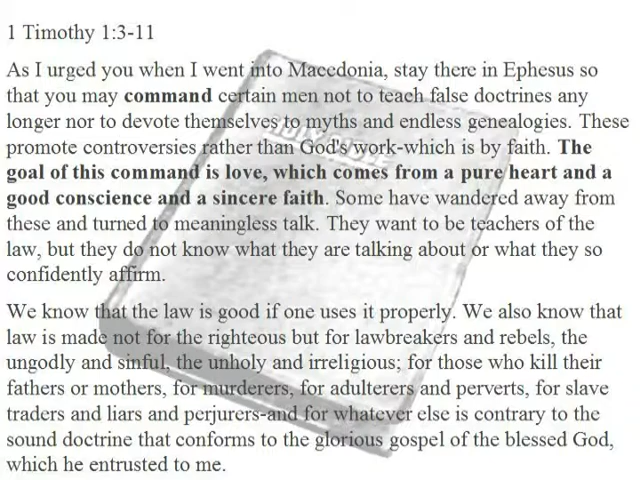 1 Timothy 1:3-11
As I urged you when I went into Macedonia, stay there in Ephesus so
that you may command certain men not to teach false doctrines any
longer nor to devote themselves to myths and endless genealogies. These
promote controversies rather than God's work-which is by faith. The
goal of this command is love, which comes from a pure heart and a
good conscience and a sincere faith. Some have wandered away from
these and turned to meaningless talk. They want to be teachers of the
law, but they do not know what they are talking about or what they so
confidently affirm.
We know that the law is good if one uses it properly. We also know that
law is made not for the righteous but for lawbreakers and rebels, the
ungodly and sinful, the unholy and irreligious; for those who kill their
fathers or mothers, for murderers, for adulterers and perverts, for slave
traders and liars and perjurers-and for whatever else is contrary to the
sound doctrine that conforms to the glorious gospel of the blessed God,
which he entrusted to me.